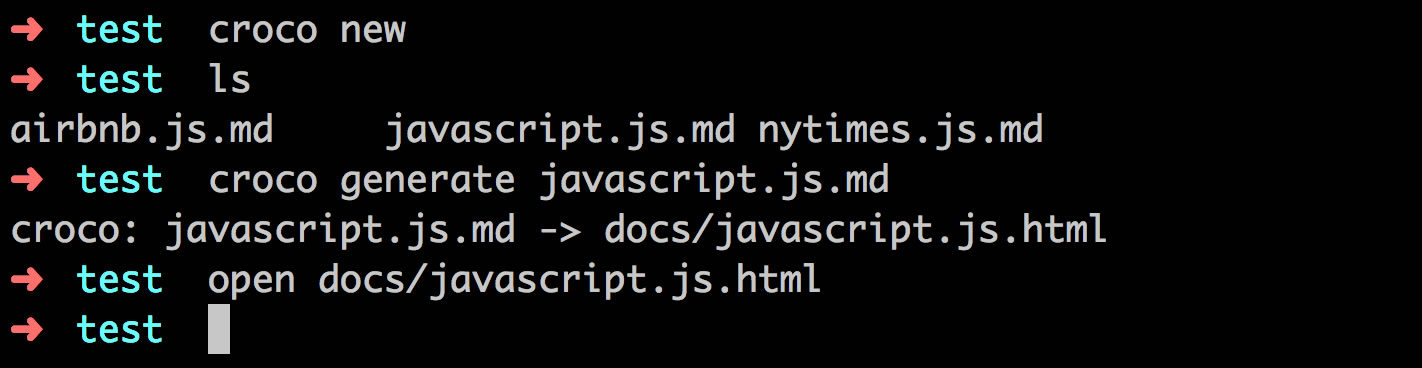 ➜ test croco new
➜ test ls
airbnb.js.md javascript.js.md nytimes.js.md
➜ test croco generate javascript.js.md
croco: javascript.js.md -> docs/javascript.js.html
➜ test open docs/javascript.js.html
➜ test